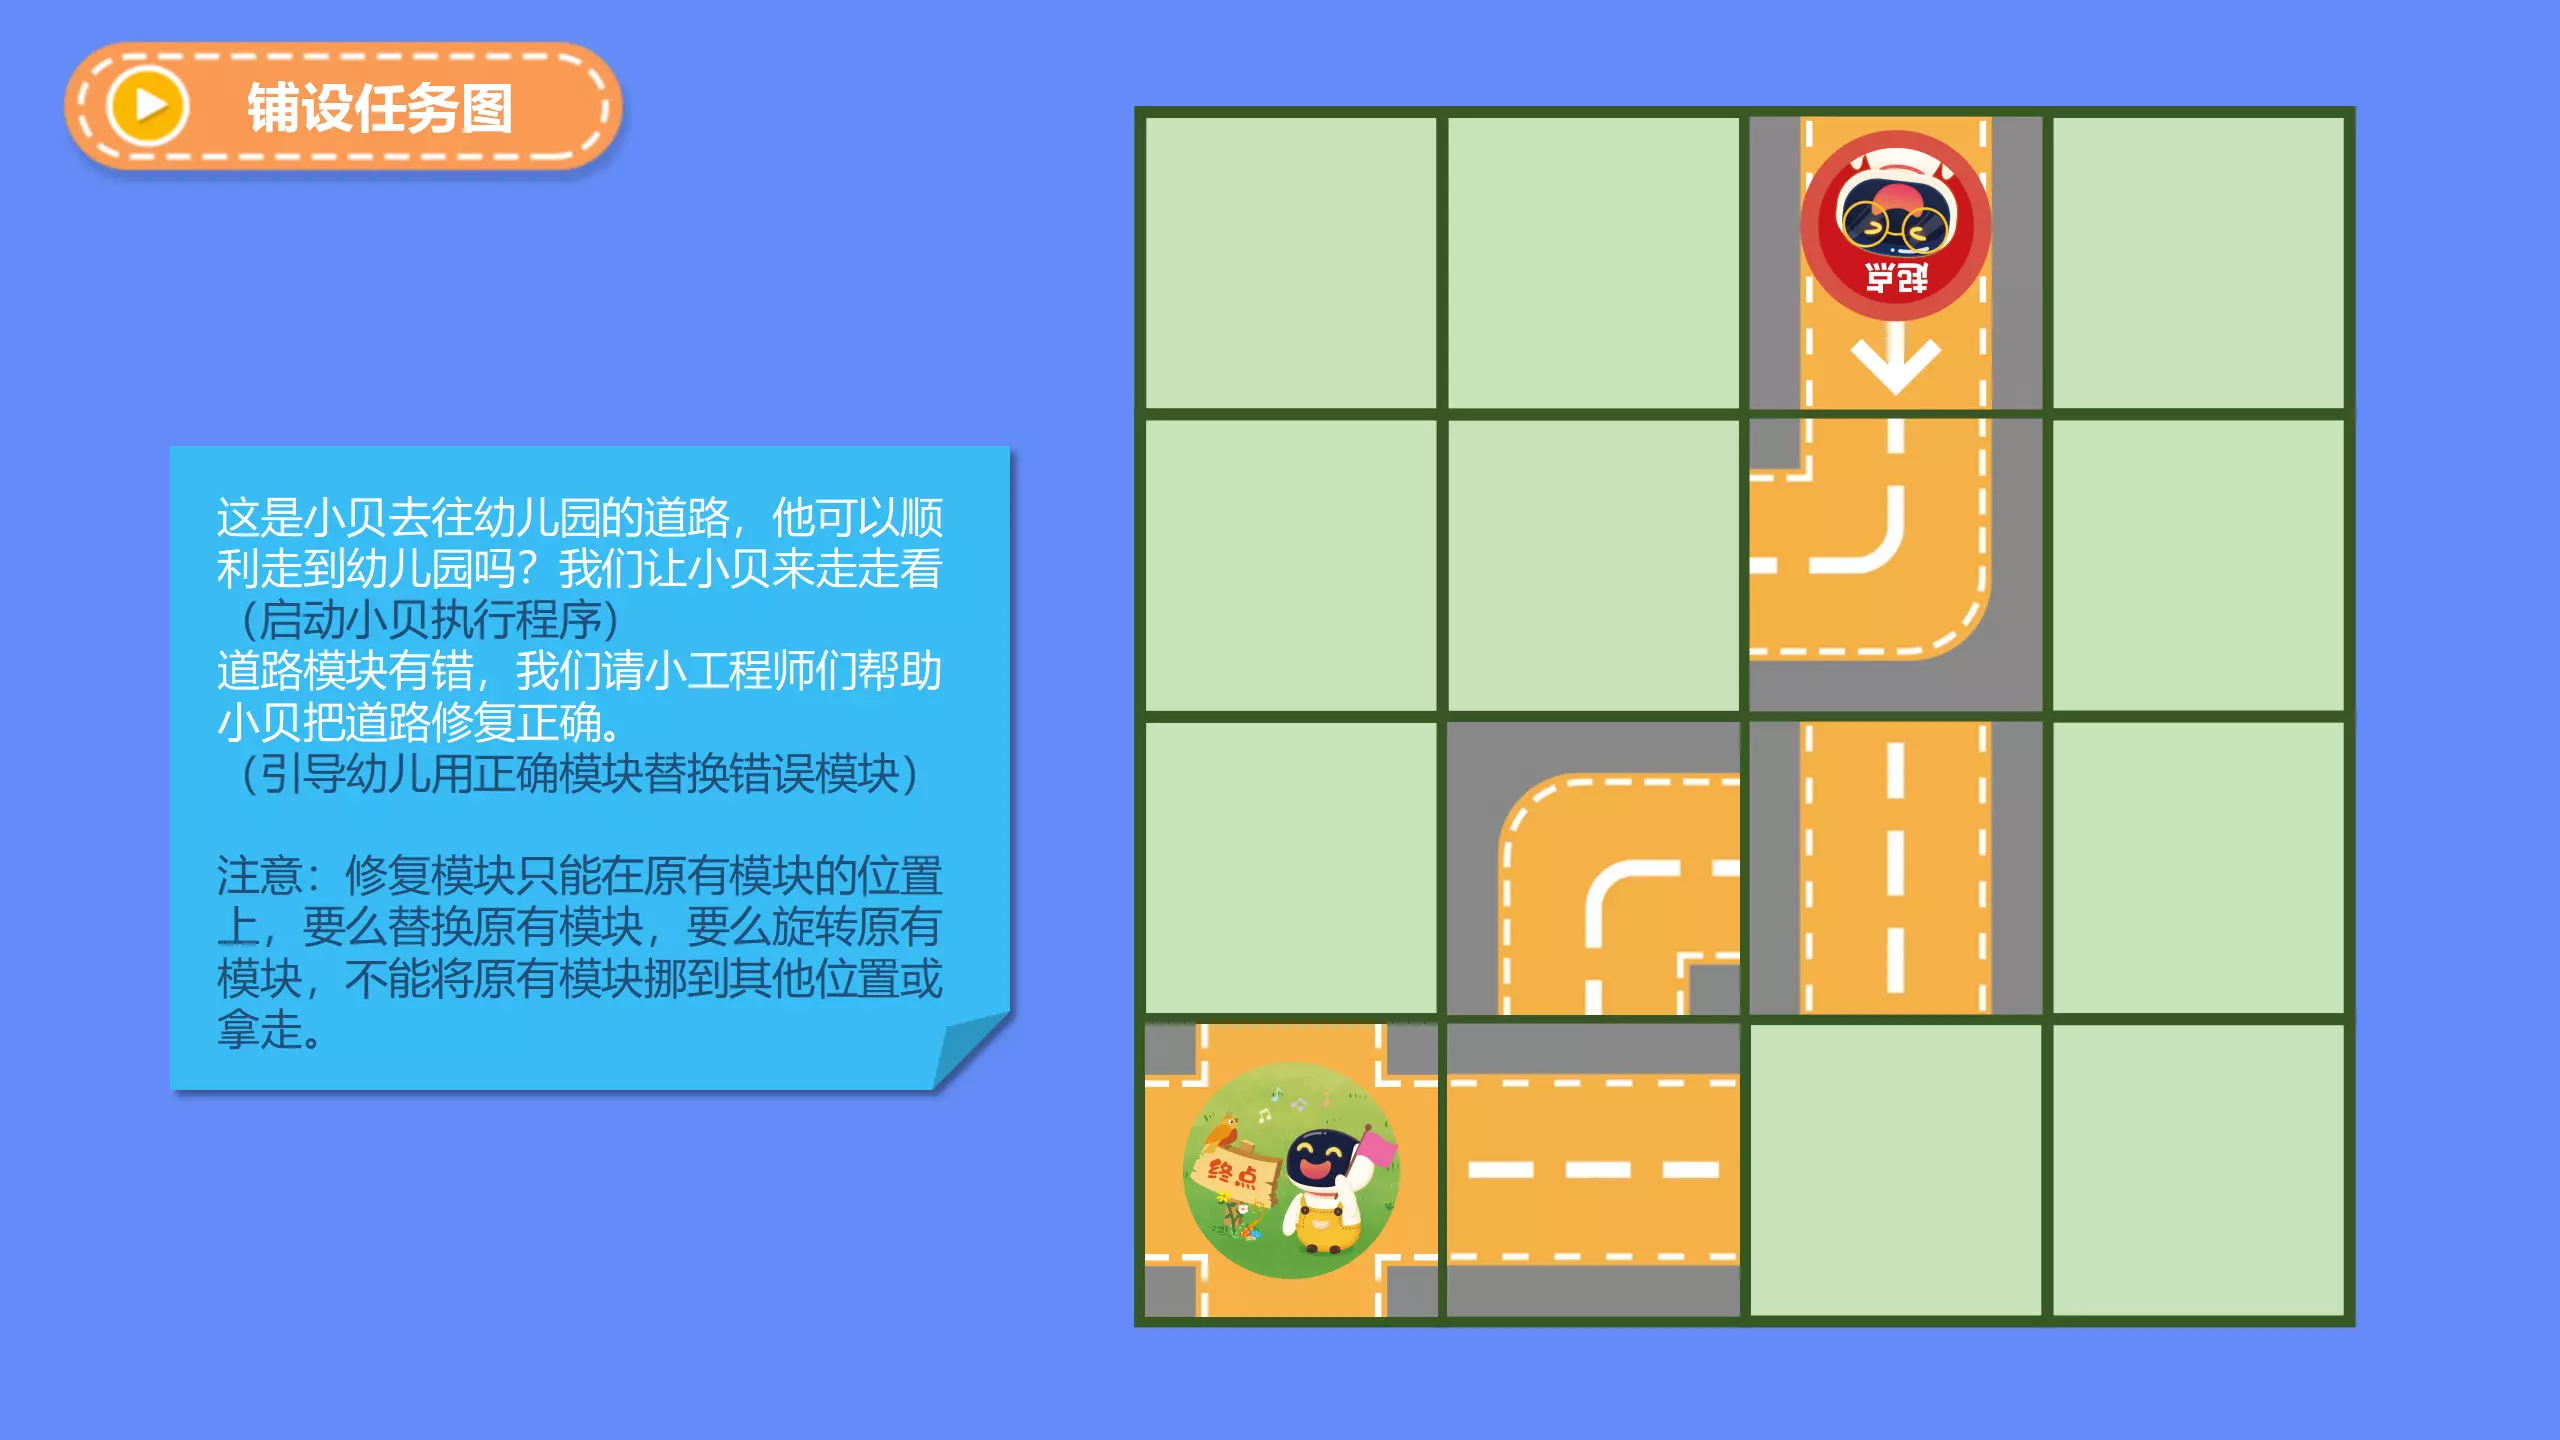 铺设任务图
这是小贝去往幼儿园的道路，他可以顺
利走到幼儿园吗？我们让小贝来走走看
（启动小贝执行程序）
道路模块有错，我们请小工程师们帮助
小贝把道路修复正确。
（引导幼儿用正确模块替换错误模块）
注意：修复模块只能在原有模块的位置
上，要么替换原有模块，要么旋转原有
模块，不能将原有模块挪到其他位置或
拿走。
起点
终点